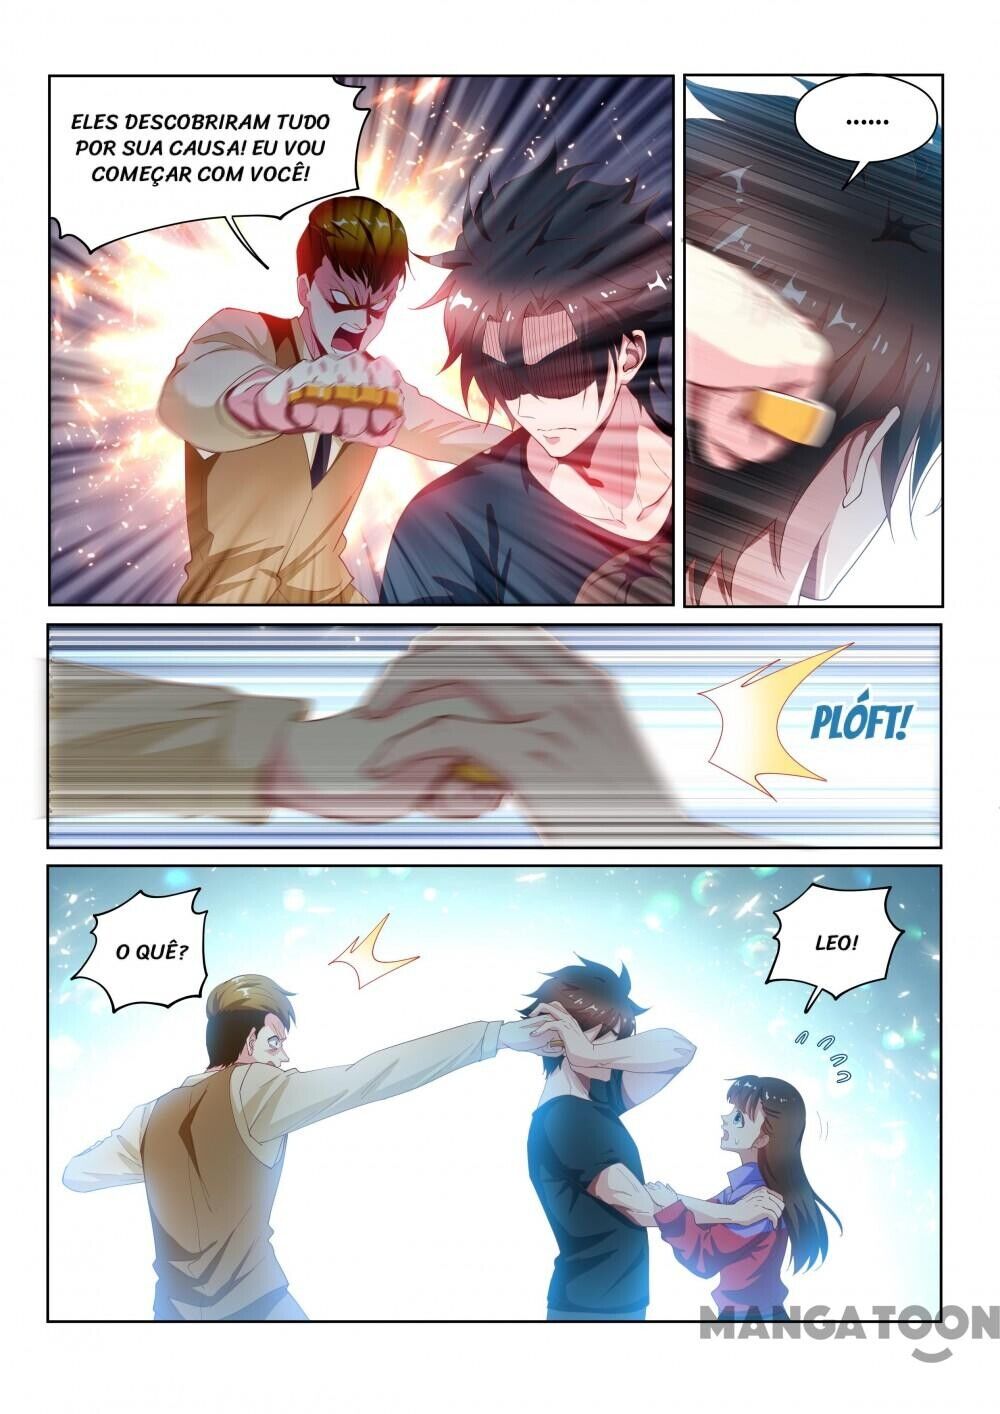 ELES DESCOBRIRAM TUDO
POR SUA CAUSA! EU VOU
COMEÇAR COM VOCÊ!
......
PLÓFT!
O QUÊ?
LEO!
MANGATOON